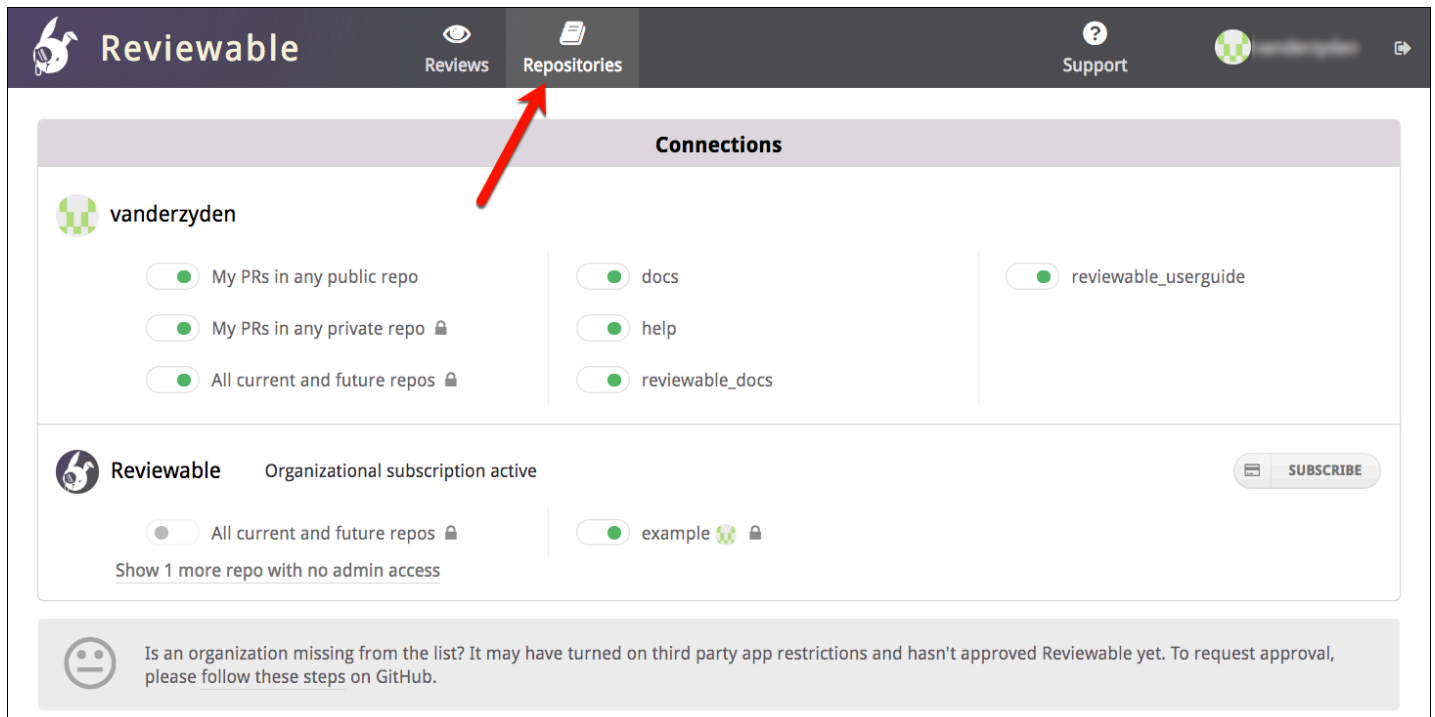 Reviewable
Reviews
Repositories
?
Support
Connections
vanderzyden
My PRs in any public repo
docs
reviewable_userguide
My PRs in any private repo
help
All current and future repos
reviewable_docs
Reviewable
Organizational subscription active
SUBSCRIBE
All current and future repos
example
Show 1 more repo with no admin access
Is an organization missing from the list? It may have turned on third party app restrictions and hasn't approved Reviewable yet. To request approval,
please follow these steps on GitHub.